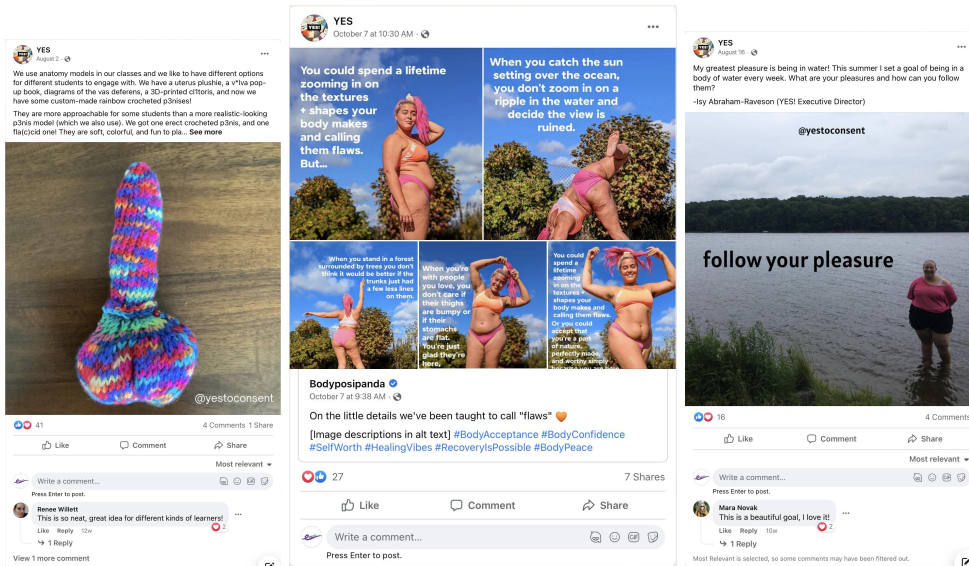 YES
August 2 ·
We use anatomy models in our classes and we like to have different options
for different students to engage with. We have a uterus plushie, a v*lva pop-
up book, diagrams of the vas deferens, a 3D-printed cl!toris, and now we
have some custom-made rainbow crocheted p3nises!
They are more approachable for some students than a more realistic-looking
p3nis model (which we also use). We got one erect crocheted p3nis, and one
fla(c)cid one! They are soft, colorful, and fun to pla... See more
@yestoconsent
41
4 Comments 1 Share
Like
Comment
Share
Most relevant
Write a comment...
Press Enter to post.
Renee Willett
This is so neat, great idea for different kinds of learners!
2
Like Reply 12w
1 Reply
View 1 more comment
YES
October 7 at 10:30 AM ·
You could spend a lifetime
zooming in on
the textures
+ shapes your
body makes
and calling
them flaws.
But...
When you catch the sun
setting over the ocean,
you don't zoom in on a
ripple in the water and
decide the view is
ruined.
When you stand in a forest
surrounded by trees you don't
think it would be better if the
trunks just had
a few less lines
on them.
When you're
with people
you love, you
don't care if
their thighs
are bumpy or
if their
stomachs
are flat.
You're just
glad they're
here.
You could
spend a
lifetime
zooming in
on the
textures +
shapes your
body makes and
calling them flaws.
Or you could
accept that
you're a part
of nature,
perfectly made,
and worthy simply
because you are here
Bodyposipanda
October 7 at 9:38 AM ·
On the little details we've been taught to call "flaws" 🧡
[Image descriptions in alt text] #BodyAcceptance #BodyConfidence
#SelfWorth #HealingVibes #RecoveryIsPossible #BodyPeace
27
7 Shares
Like
Comment
Share
Write a comment...
Press Enter to post.
YES
August 16 ·
My greatest pleasure is being in water! This summer I set a goal of being in a
body of water every week. What are your pleasures and how can you follow
them?
-Isy Abraham-Raveson (YES! Executive Director)
@yestoconsent
follow your pleasure
16
4 Comments
Like
Comment
Share
Most relevant
Write a comment...
Press Enter to post.
Mara Novak
This is a beautiful goal, I love it!
2
Like Reply 10w
1 Reply
Most Relevant is selected, so some comments may have been filtered out.